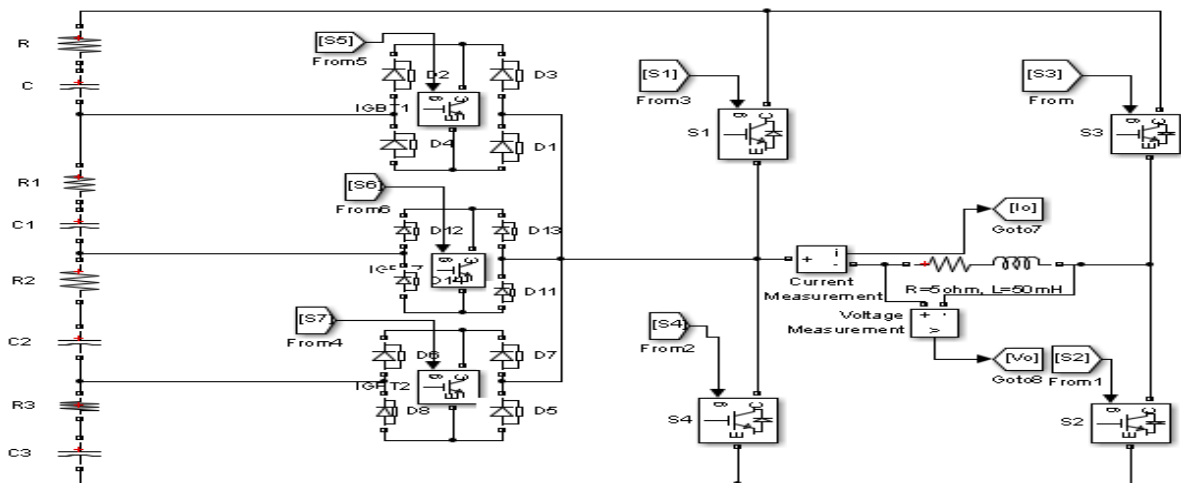 R
C
R1
C1
R2
C2
R3
C3
[S5]
From5
D2
D3
IGBT1
g
C
E
D4
D1
[S6]
From6
D12
D13
g
C
D14
D11
[S7]
From4
D6
D7
g
C
D8
D5
[S1]
From3
S1
g
C
E
[S3]
From
S3
g
C
E
[Io]
Goto7
+
i
-
Current
Measurement
R=5ohm, L=50mH
+
-
v
Voltage
Measurement
[Vo]
Goto8
[S4]
From2
S4
g
C
E
[S2]
From1
S2
g
C
E